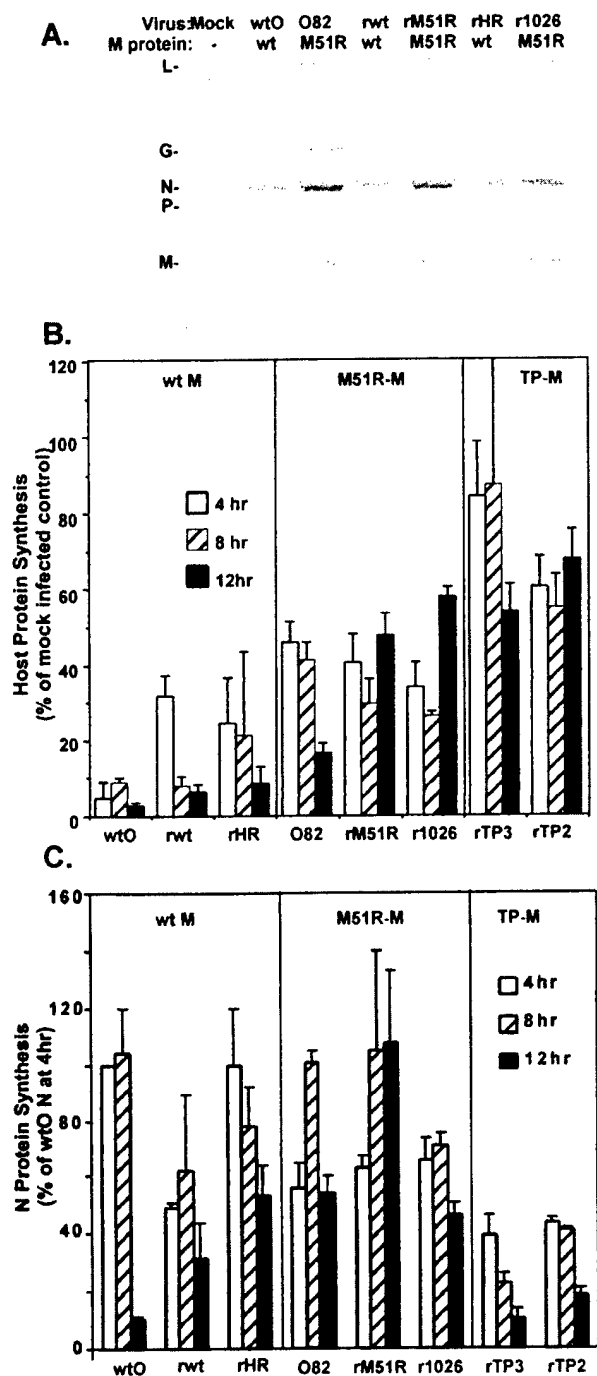 A.
Virus:Mock wtO O82 rwt rM51R rHR r1026
M protein: - wt M51R wt M51R wt M51R
L-
G-
N-
P-
M-
B.
Host Protein Synthesis
(% of mock infected control)
120
100
80
60
40
20
0
wt M
M51R-M
TP-M
4 hr
8 hr
12hr
wtO rwt rHR O82 rM51R r1026 rTP3 rTP2
C.
N Protein Synthesis
(% of wtO N at 4hr)
160
120
80
40
0
wt M
M51R-M
TP-M
4hr
8 hr
12hr
wtO rwt rHR O82 rM51R r1026 rTP3 rTP2